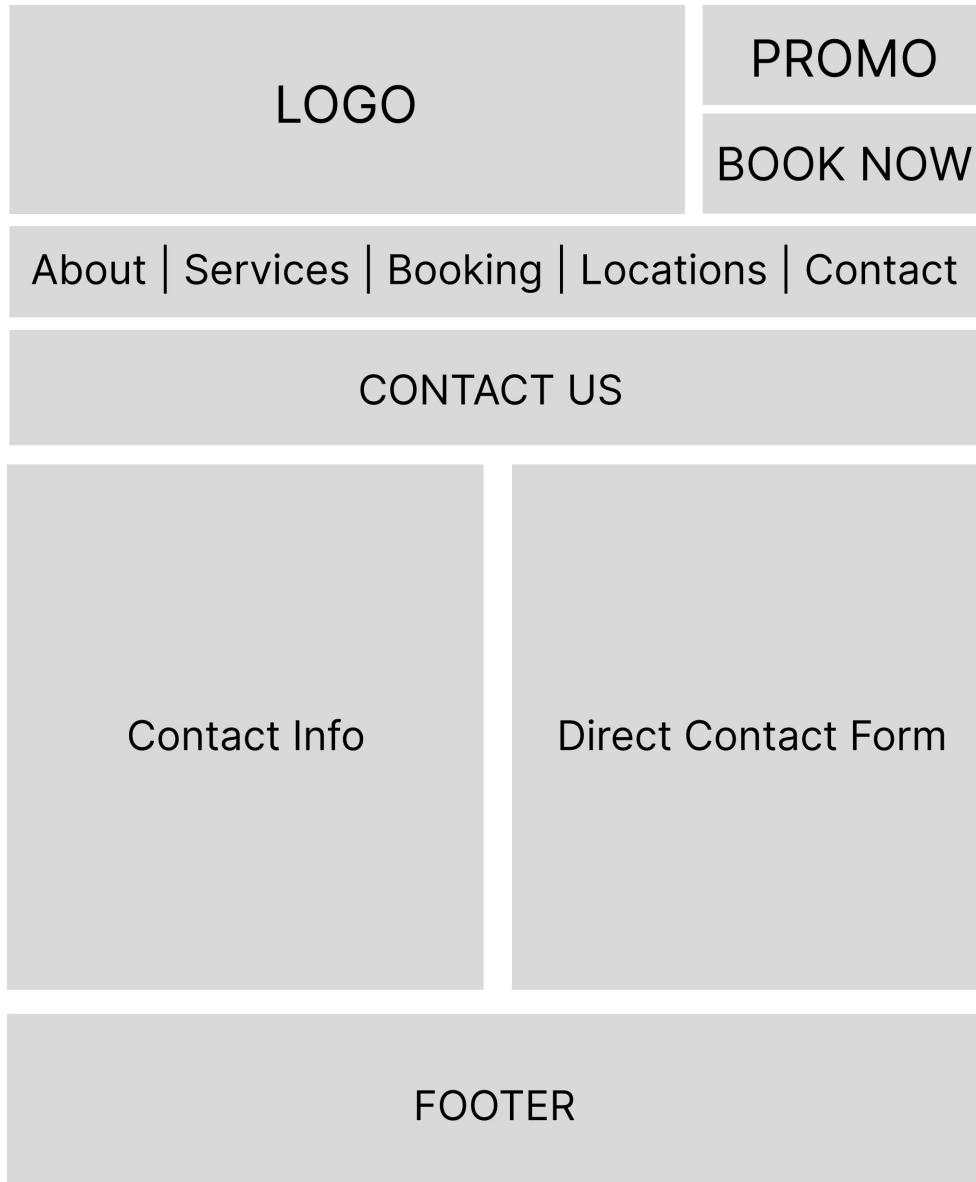 LOGO
PROMO
BOOK NOW
About | Services | Booking | Locations | Contact
CONTACT US
Contact Info
Direct Contact Form
FOOTER